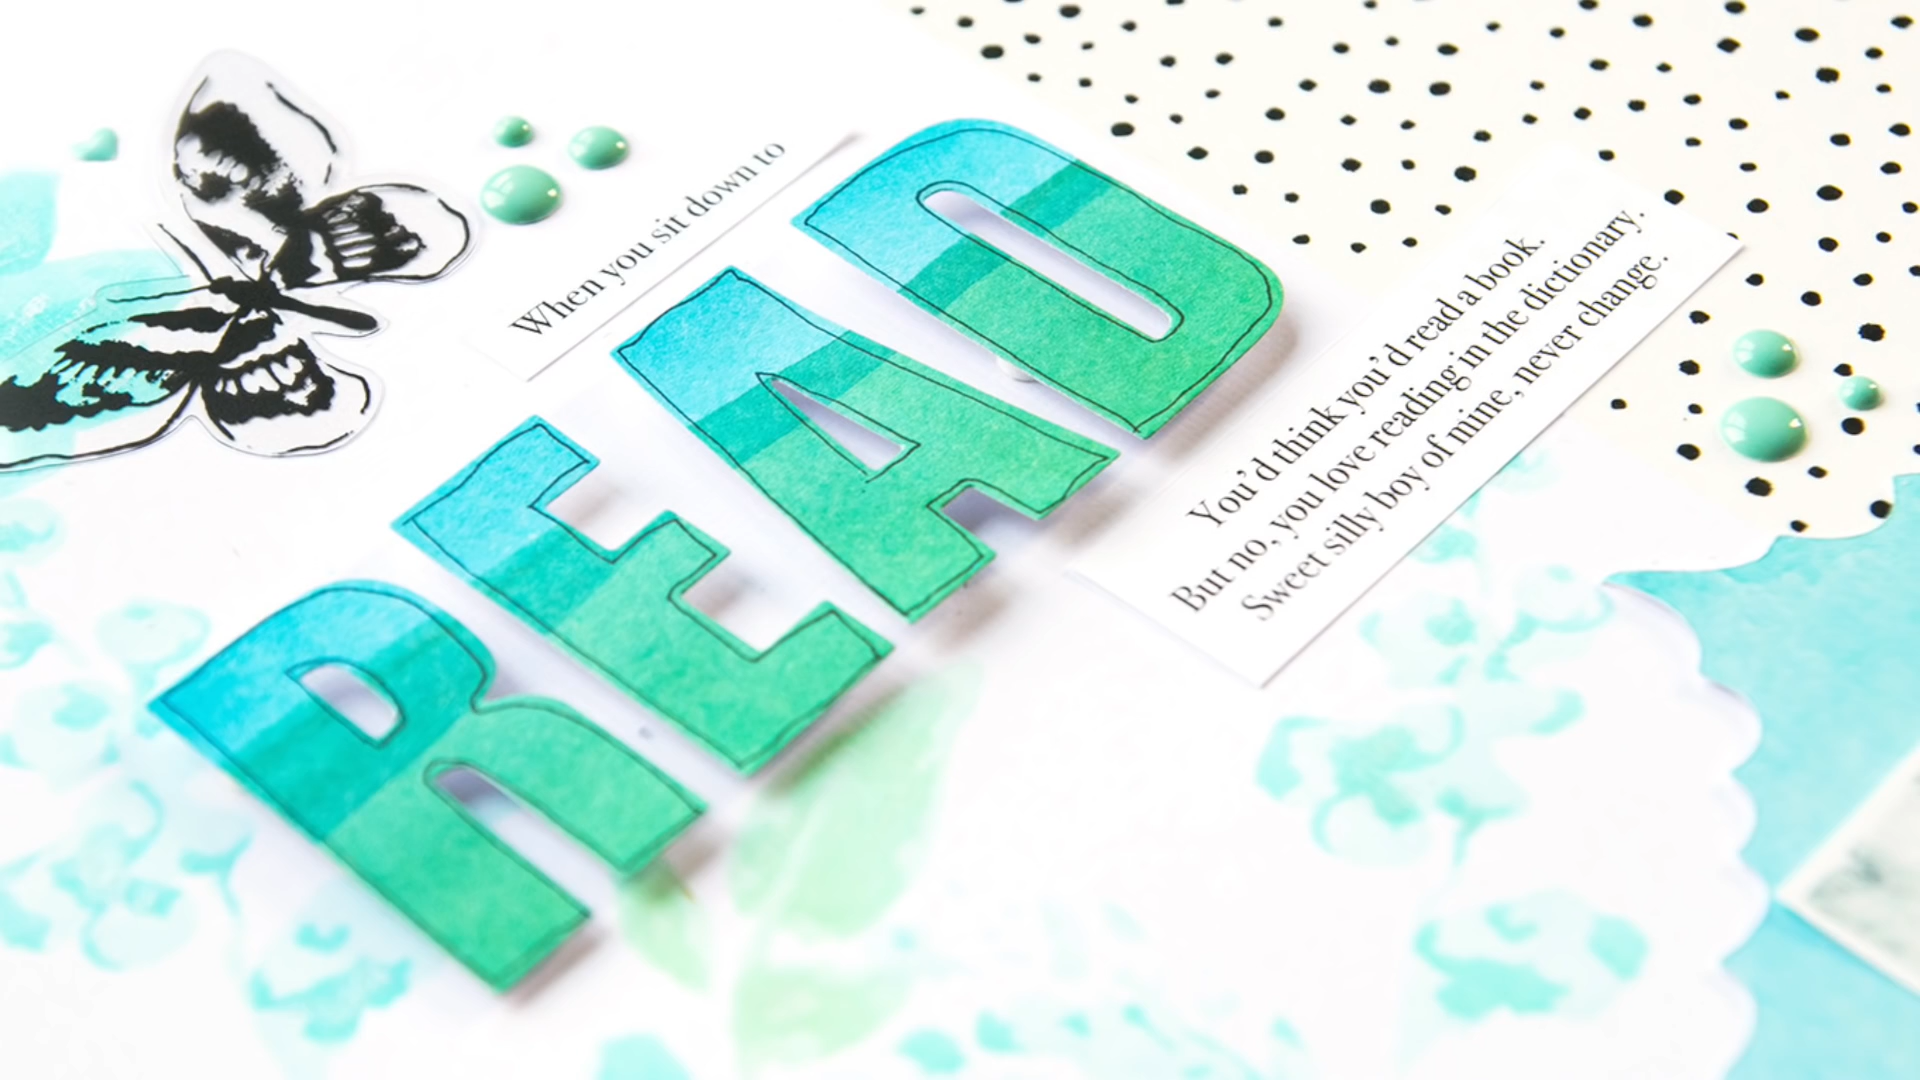 When you sit down to
READ
You'd think you'd read a book.
But no, you love reading in the dictionary.
Sweet silly boy of mine, never change.